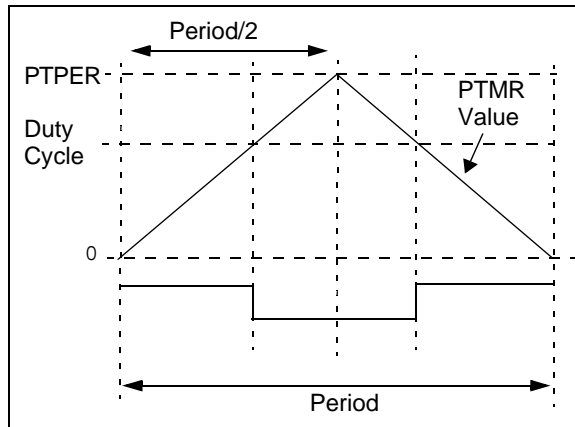 Period/2
PTPER
PTMR
Value
Duty
Cycle
0
Period